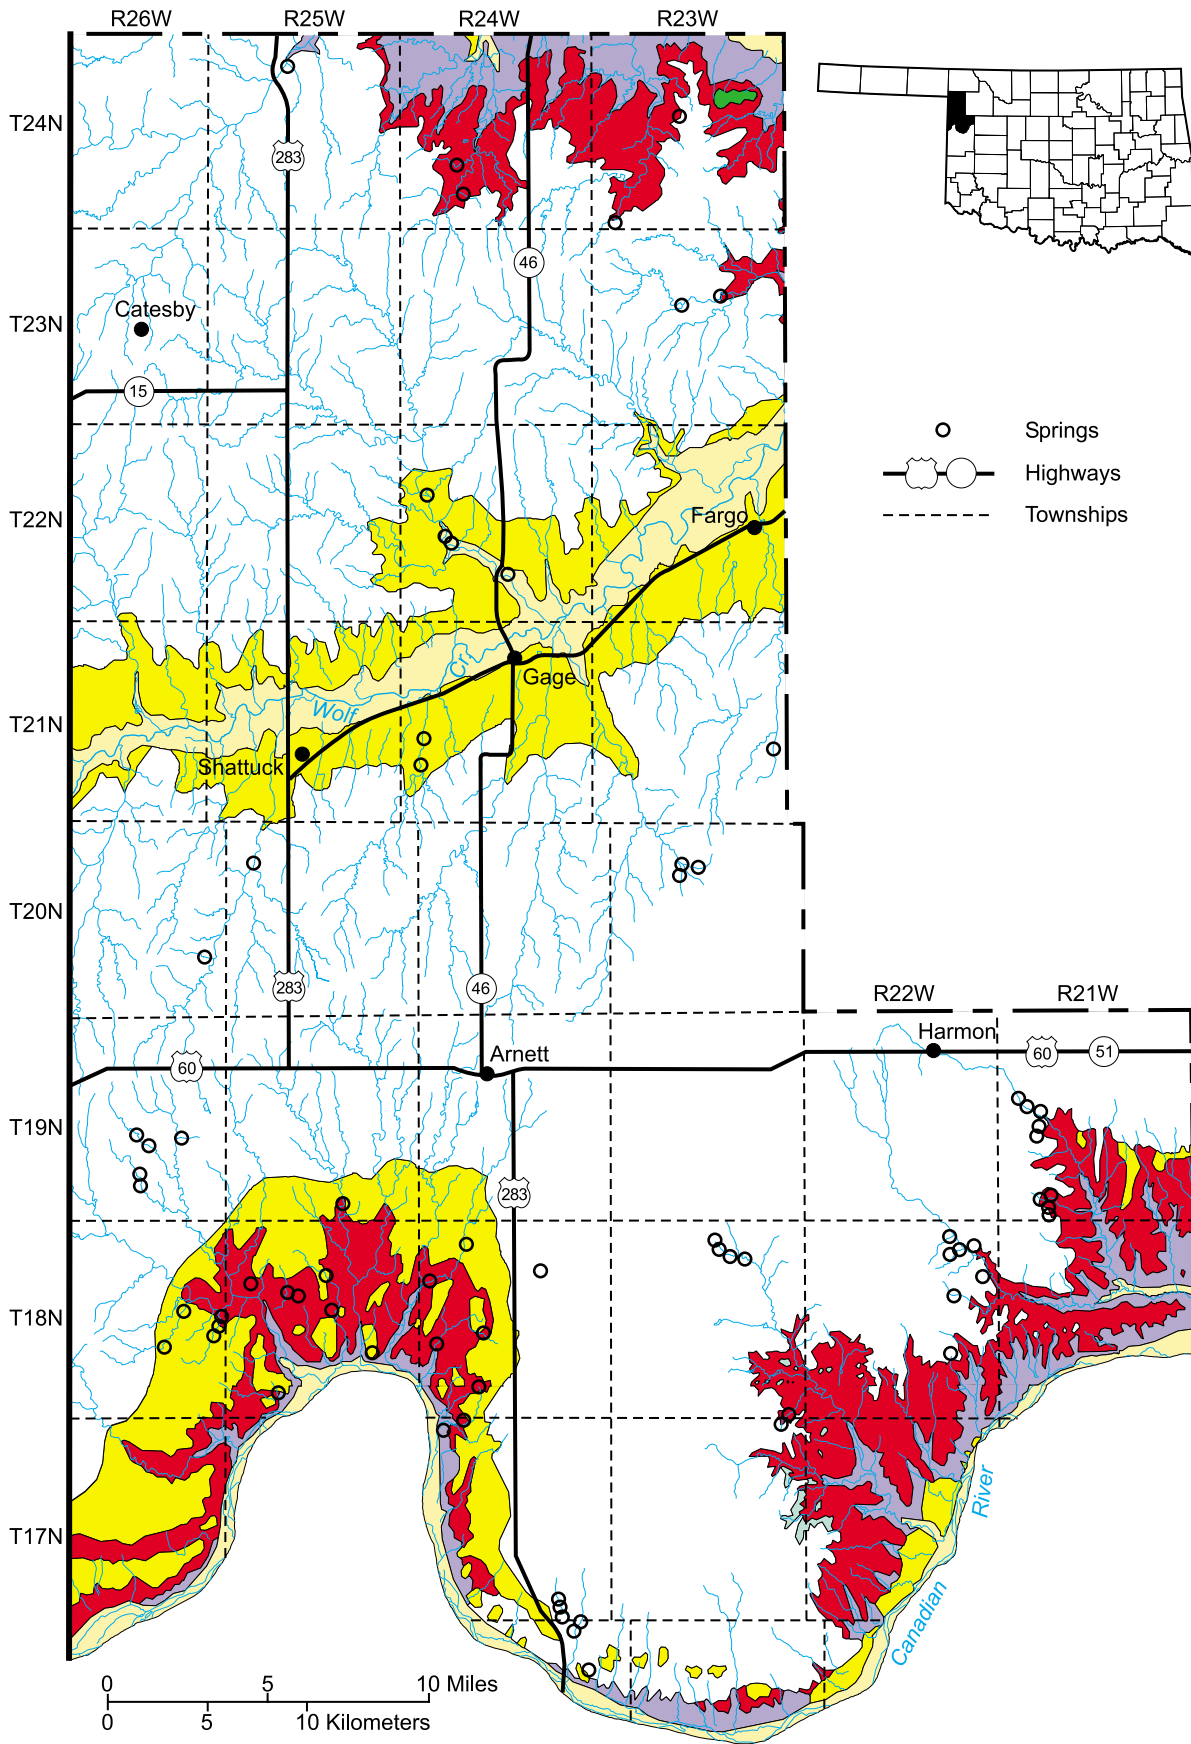 R26W R25W R24W R23W
T24N
283
46
T23N
Catesby
15
Springs
Highways
Townships
T22N
Fargo
Cr.
Gage
Wolf
T21N
Shattuck
T20N
283
46
R22W R21W
Harmon
Arnett
60
60
51
T19N
283
T18N
T17N
River
Canadian
0 5 10 Miles
0 5 10 Kilometers